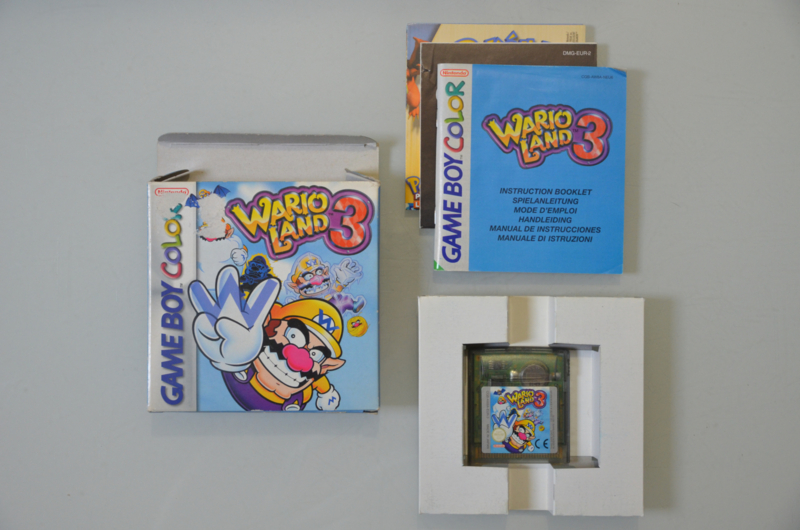 Nintendo
GAME BOY COLOR
WARIO
LAND 3
W
DMG-EUR-2
Nintendo
GAME BOY COLOR
WARIO
LAND 3
INSTRUCTION BOOKLET
SPIELANLEITUNG
MODE D'EMPLOI
HANDLEIDING
MANUAL DE INSTRUCCIONES
MANUALE DI ISTRUZIONI
WARIO
LAND 3
W
CE